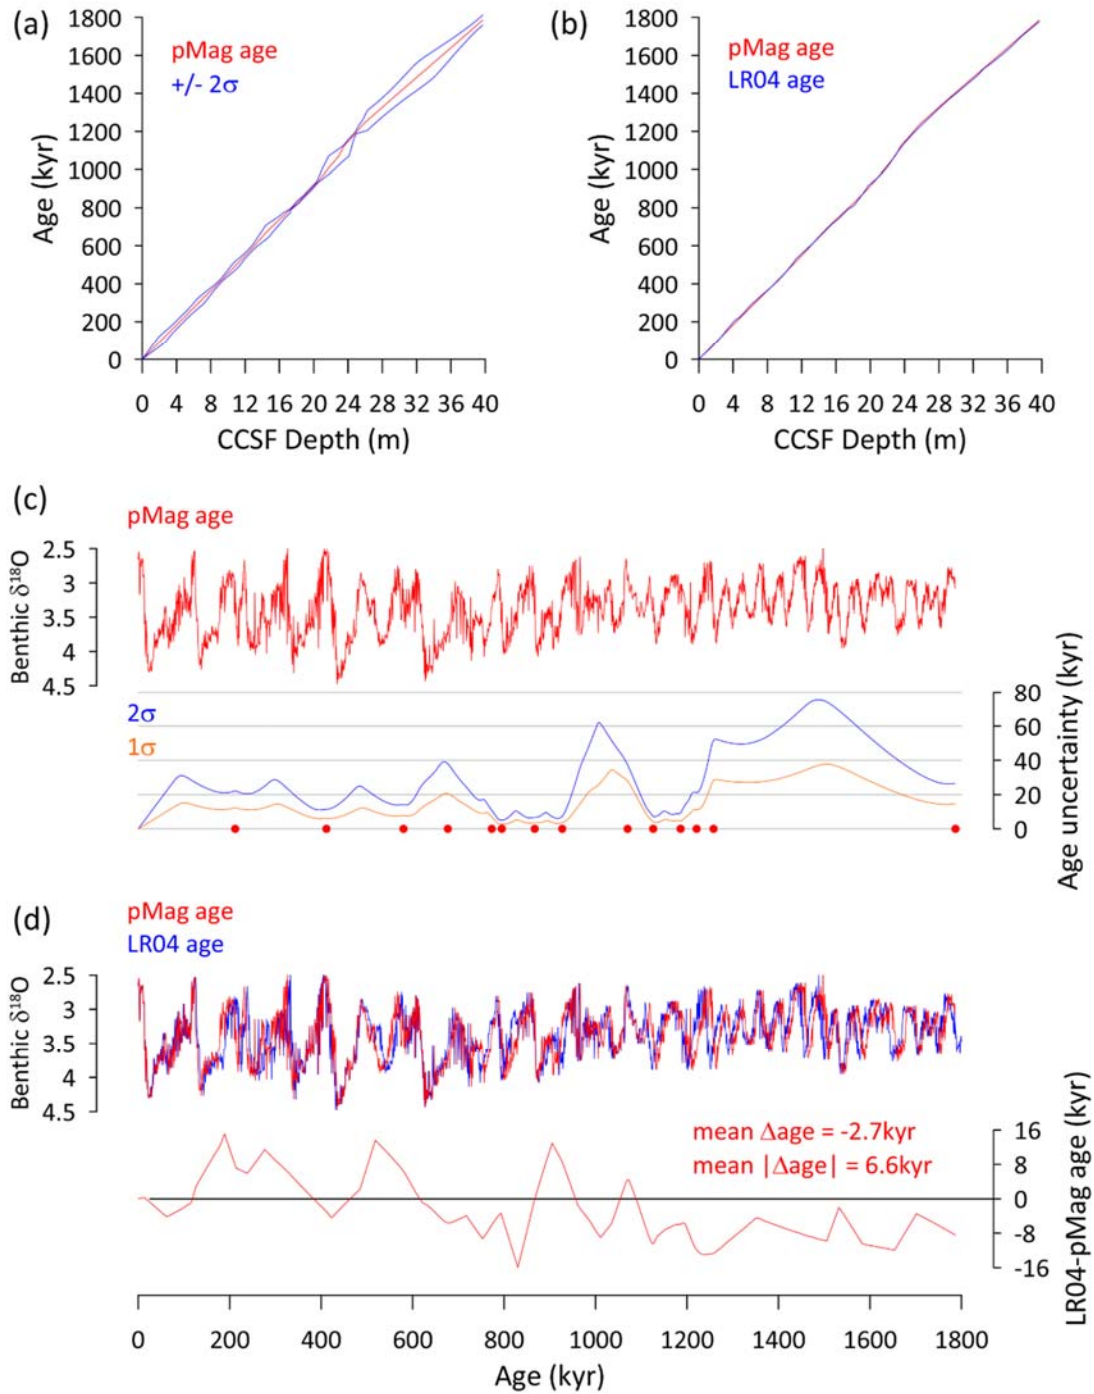 (a)
pMag age
+/- 2σ
1800
1600
1400
1200
1000
800
600
400
200
0
Age (kyr)
0 4 8 12 16 20 24 28 32 36 40
CCSF Depth (m)
(b)
pMag age
LR04 age
1800
1600
1400
1200
1000
800
600
400
200
0
Age (kyr)
0 4 8 12 16 20 24 28 32 36 40
CCSF Depth (m)
(c)
pMag age
2.5
3
3.5
4
4.5
Benthic δ¹⁸O
2σ
1σ
80
60
40
20
0
Age uncertainty (kyr)
(d)
pMag age
LR04 age
2.5
3
3.5
4
4.5
Benthic δ¹⁸O
mean Δage = -2.7kyr
mean |Δage| = 6.6kyr
16
8
0
-8
-16
LR04-pMag age (kyr)
0 200 400 600 800 1000 1200 1400 1600 1800
Age (kyr)